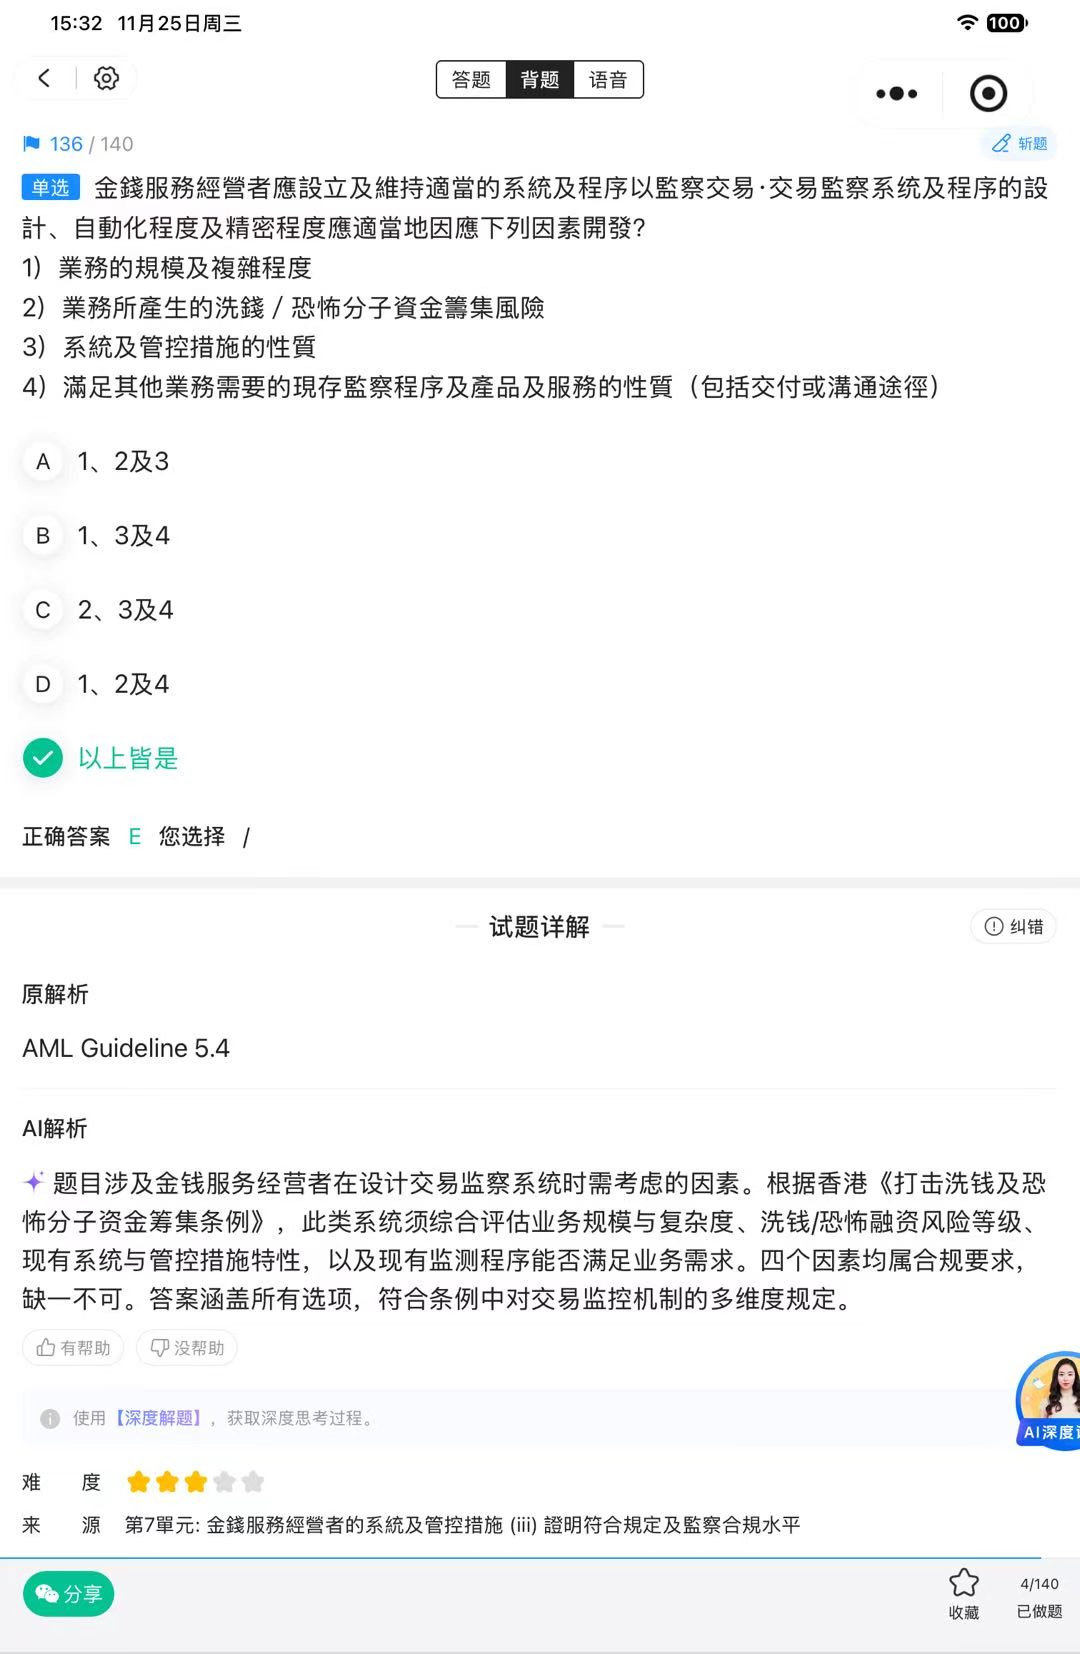 15:32 11月25日周三
100
答题 背题 语音
136 / 140
斩题
单选 金錢服務經營者應設立及維持適當的系統及程序以監察交易·交易監察系统及程序的設
計、自動化程度及精密程度應適當地因應下列因素開發?
1) 業務的規模及複雜程度
2) 業務所產生的洗錢 / 恐怖分子資金籌集風險
3) 系統及管控措施的性質
4) 滿足其他業務需要的現存監察程序及產品及服務的性質（包括交付或溝通途徑）
A 1、2及3
B 1、3及4
C 2、3及4
D 1、2及4
以上皆是
正确答案 E 您选择 /
试题详解
纠错
原解析
AML Guideline 5.4
AI解析
题目涉及金钱服务经营者在设计交易监察系统时需考虑的因素。根据香港《打击洗钱及恐
怖分子资金筹集条例》，此类系统须综合评估业务规模与复杂度、洗钱/恐怖融资风险等级、
现有系统与管控措施特性，以及现有监测程序能否满足业务需求。四个因素均属合规要求，
缺一不可。答案涵盖所有选项，符合条例中对交易监控机制的多维度规定。
有帮助 没帮助
使用【深度解题】，获取深度思考过程。
AI深度
难 度
来 源 第7單元: 金錢服務經營者的系統及管控措施 (iii) 證明符合規定及監察合規水平
分享
收藏
4/140
已做题